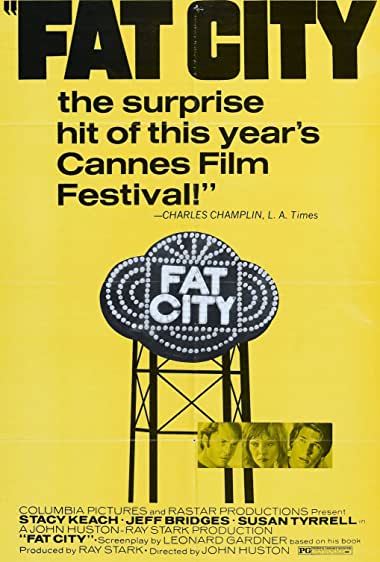 "FAT CITY
the surprise
hit of this year's
Cannes Film
Festival!"
—CHARLES CHAMPLIN, L.A. Times
FAT
CITY
COLUMBIA PICTURES and RASTAR PRODUCTIONS Present
STACY KEACH · JEFF BRIDGES · SUSAN TYRRELL in
A JOHN HUSTON-RAY STARK PRODUCTION
"FAT CITY" · Screenplay by LEONARD GARDNER based on his book
Produced by RAY STARK · Directed by JOHN HUSTON
PG